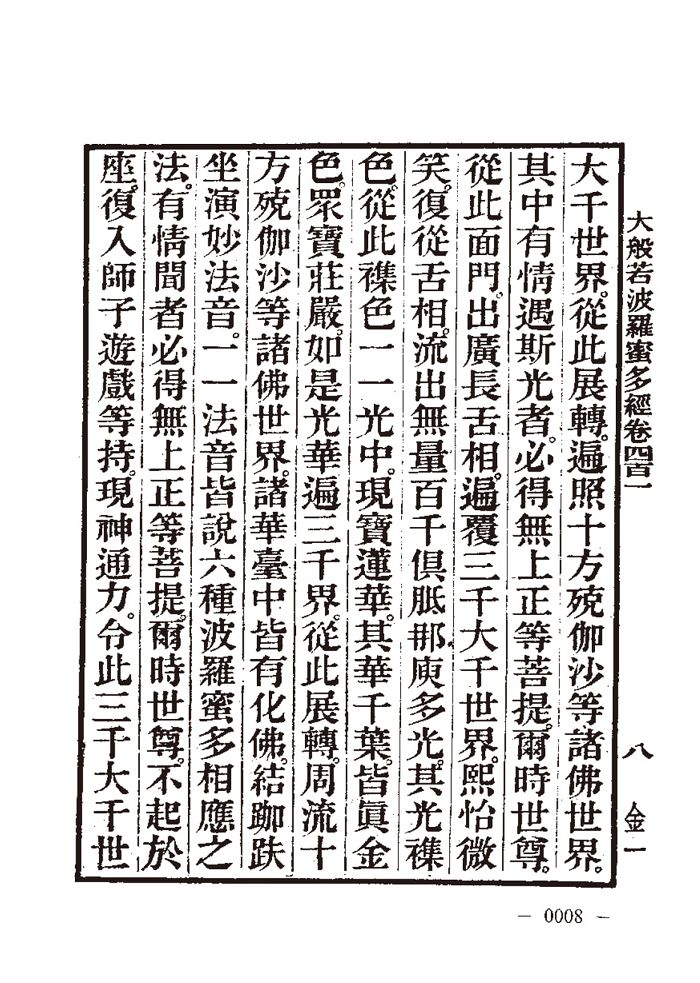 大般若波羅蜜多經卷四百一
八
金一
大千世界。從此展轉。遍照十方殑伽沙等諸佛世界。
其中有情遇斯光者。必得無上正等菩提。爾時世尊。
從此面門。出廣長舌相。遍覆三千大千世界。熙怡微
笑。復從舌相。流出無量百千俱胝那庾多光。其光襍
色。從此襍色一一光中。現寶蓮華。其華千葉。皆眞金
色。眾寶莊嚴。如是光華遍三千界。從此展轉。周流十
方殑伽沙等諸佛世界。諸華臺中皆有化佛。結跏趺
坐演妙法音。一一法音皆說六種波羅蜜多相應之
法。有情聞者必得無上正等菩提。爾時世尊。不起於
座。復入師子遊戲等持。現神通力。令此三千大千世
— 0008 —